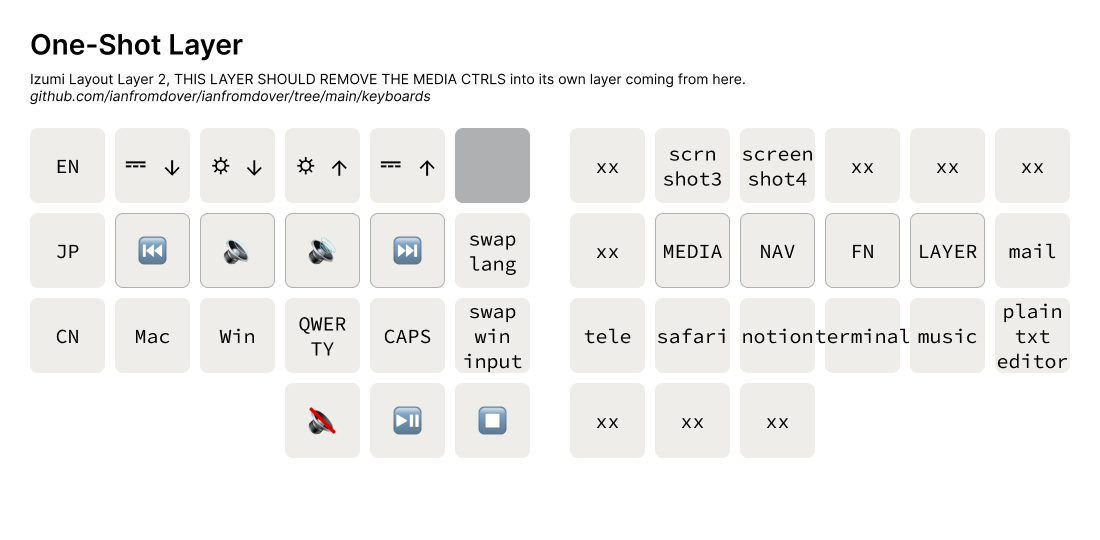 One-Shot Layer
Izumi Layout Layer 2, THIS LAYER SHOULD REMOVE THE MEDIA CTRLS into its own layer coming from here.
github.com/ianfromdover/ianfromdover/tree/main/keyboards
EN ⎓ ↓ ☼ ↓ ☼ ↑ ⎓ ↑
xx
scrn
shot3
screen
shot4
xx xx xx
JP ⏮ 🔈 🔊 ⏭
swap
lang
xx MEDIA NAV FN LAYER mail
CN Mac Win
QWER
TY
CAPS
swap
win
input
tele safari notion terminal music
plain
txt
editor
🔇 ⏯ ⏹
xx xx xx